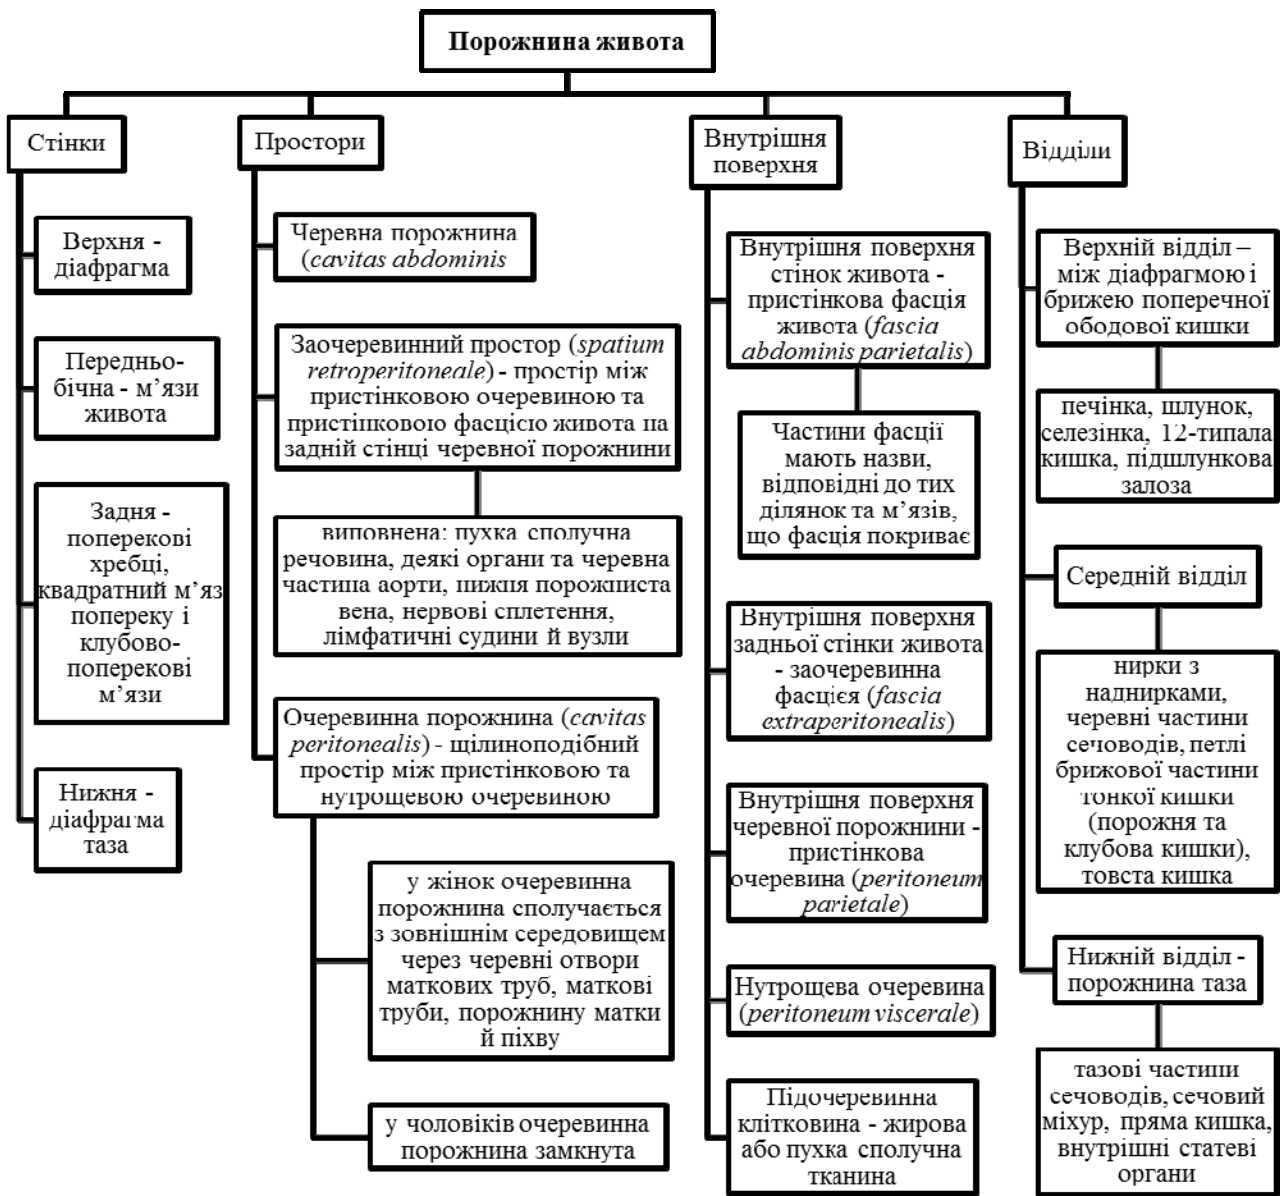 Порожнина живота
Стінки
Верхня -
діафрагма
Передньо-
бічна - м’язи
живота
Задня -
поперекові
хребці,
квадратний м’яз
попереку і
клубово-
поперекові
м’язи
Нижня -
діафрагма
таза
Простори
Черевна порожнина
(cavitas abdominis
Заочеревинний простор (spatium
retroperitoneale) - простір між
пристінковою очеревиною та
пристінковою фасцією живота на
задній стінці черевної порожнини
виповнена: пухка сполучна
речовина, деякі органи та черевна
частина аорти, нижня порожниста
вена, нервові сплетення,
лімфатичні судини й вузли
Очеревинна порожнина (cavitas
peritonealis) - щілиноподібний
простір між пристінковою та
нутрощевою очеревиною
у жінок очеревинна
порожнина сполучається
з зовнішнім середовищем
через черевні отвори
маткових труб, маткові
труби, порожнину матки
й піхву
у чоловіків очеревинна
порожнина замкнута
Внутрішня
поверхня
Внутрішня поверхня
стінок живота -
пристінкова фасція
живота (fascia
abdominis parietalis)
Частини фасції
мають назви,
відповідні до тих
ділянок та м’язів,
що фасція покриває
Внутрішня поверхня
задньої стінки живота
- заочеревинна
фасцієя (fascia
extraperitonealis)
Внутрішня поверхня
черевної порожнини -
пристінкова
очеревина (peritoneum
parietale)
Нутрощева очеревина
(peritoneum viscerale)
Підочеревинна
клітковина - жирова
або пухка сполучна
тканина
Відділи
Верхній відділ –
між діафрагмою і
брижею поперечної
ободової кишки
печінка, шлунок,
селезінка, 12-типала
кишка, підшлункова
залоза
Середній відділ
нирки з
наднирками,
черевні частини
сечоводів, петлі
брижової частини
тонкої кишки
(порожня та
клубова кишки),
товста кишка
Нижній відділ -
порожнина таза
тазові частини
сечоводів, сечовий
міхур, пряма кишка,
внутрішні статеві
органи